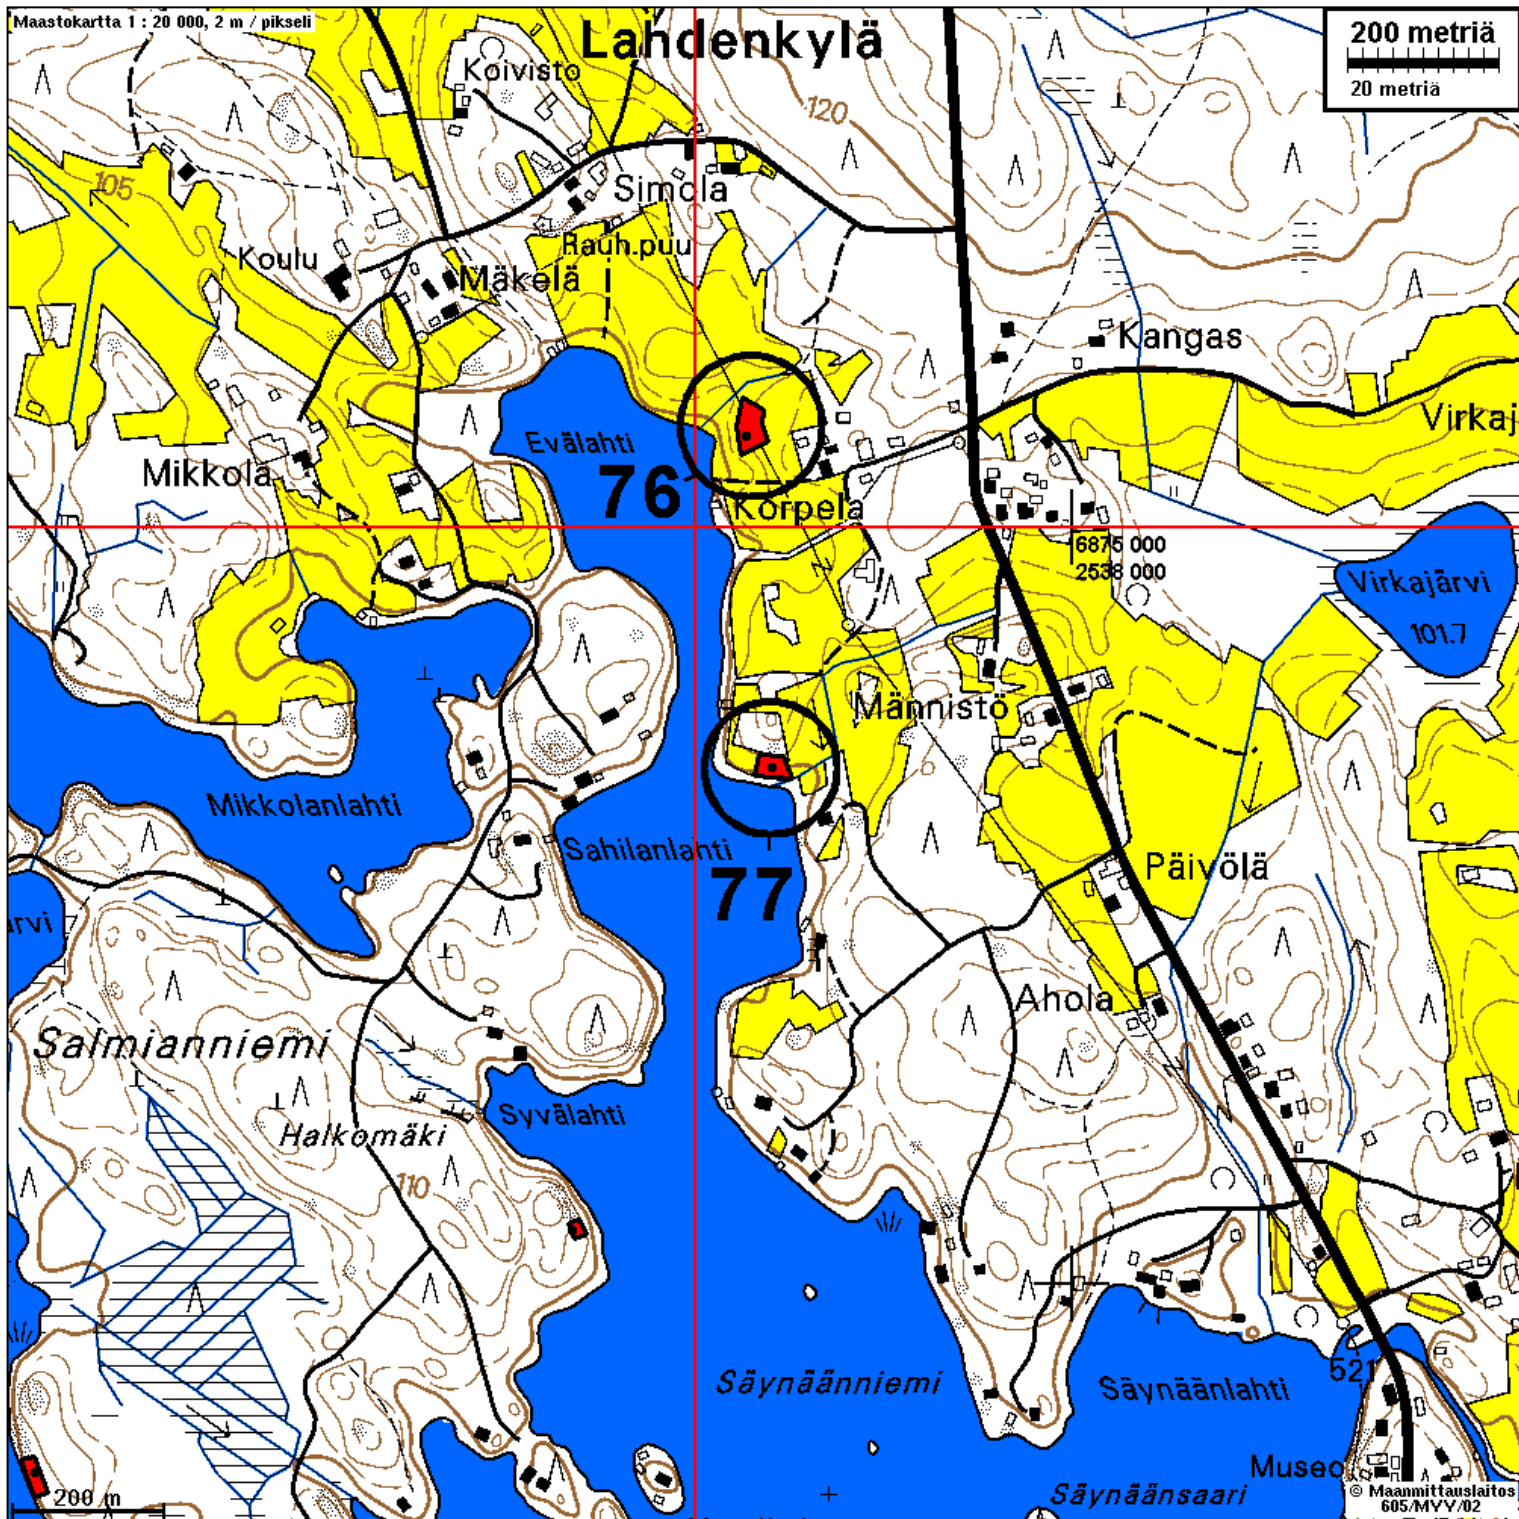 Maastokartta 1 : 20 000, 2 m / pikseli
Lahdenkylä
200 metriä
20 metriä
Koivisto
120
105
Simola
Rauh.puu
Koulu
Mäkelä
Kangas
Virkaj
Evälahti
Mikkola
76
Korpela
6875 000
2538 000
Virkajärvi
101.7
Männistö
Mikkolanlahti
Sahilanlahti
77
Päivölä
ärvi
Ahola
Salmianniemi
Syvälahti
Halkomäki
110
521
Säynäänniemi
Säynäänlahti
Museo
Säynäänsaari
200 m
© Maanmittauslaitos
605/MYY/02